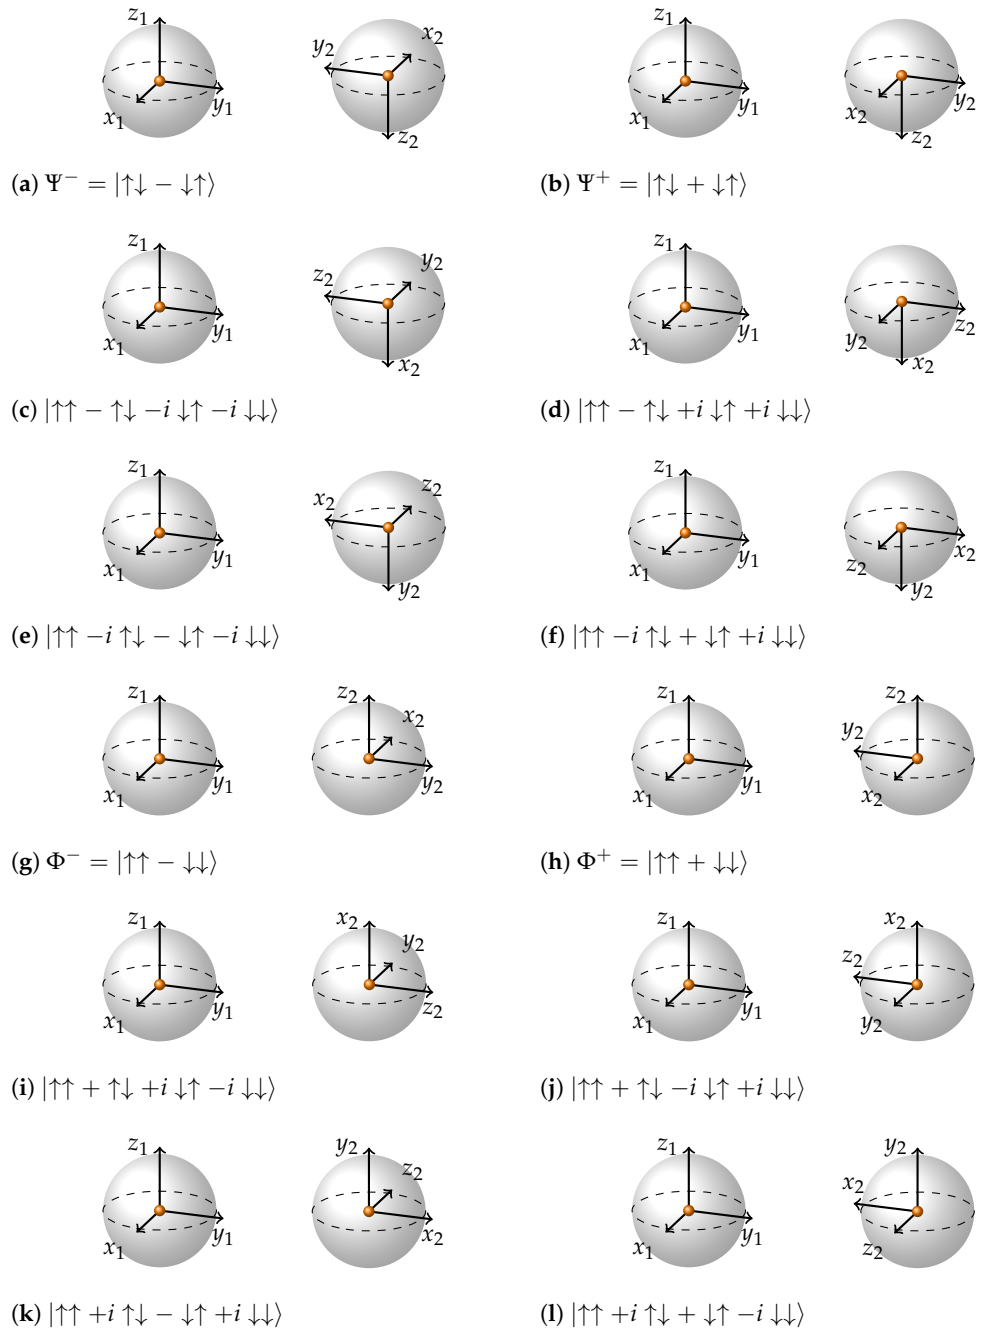 z₁ x₂ z₁
y₂
x₁ y₁ z₂ x₁ y₁ x₂ z₂ y₂
(a) Ψ⁻ = |↑↓ − ↓↑⟩ (b) Ψ⁺ = |↑↓ + ↓↑⟩
z₁ y₂ z₁
z₂
x₁ y₁ x₂ x₁ y₁ y₂ x₂ z₂
(c) |↑↑ − ↑↓ −i ↓↑ −i ↓↓⟩ (d) |↑↑ − ↑↓ +i ↓↑ +i ↓↓⟩
z₁ z₂ z₁
x₂
x₁ y₁ y₂ x₁ y₁ z₂ y₂ x₂
(e) |↑↑ −i ↑↓ − ↓↑ −i ↓↓⟩ (f) |↑↑ −i ↑↓ + ↓↑ +i ↓↓⟩
z₁ z₂ x₂ z₁ z₂
y₂
x₁ y₁ y₂ x₁ y₁ x₂
(g) Φ⁻ = |↑↑ − ↓↓⟩ (h) Φ⁺ = |↑↑ + ↓↓⟩
z₁ x₂ y₂ z₁ x₂
z₂
x₁ y₁ z₂ x₁ y₁ y₂
(i) |↑↑ + ↑↓ +i ↓↑ −i ↓↓⟩ (j) |↑↑ + ↑↓ −i ↓↑ +i ↓↓⟩
z₁ y₂ z₂ z₁ y₂
x₂
x₁ y₁ x₂ x₁ y₁ z₂
(k) |↑↑ +i ↑↓ − ↓↑ +i ↓↓⟩ (l) |↑↑ +i ↑↓ + ↓↑ −i ↓↓⟩